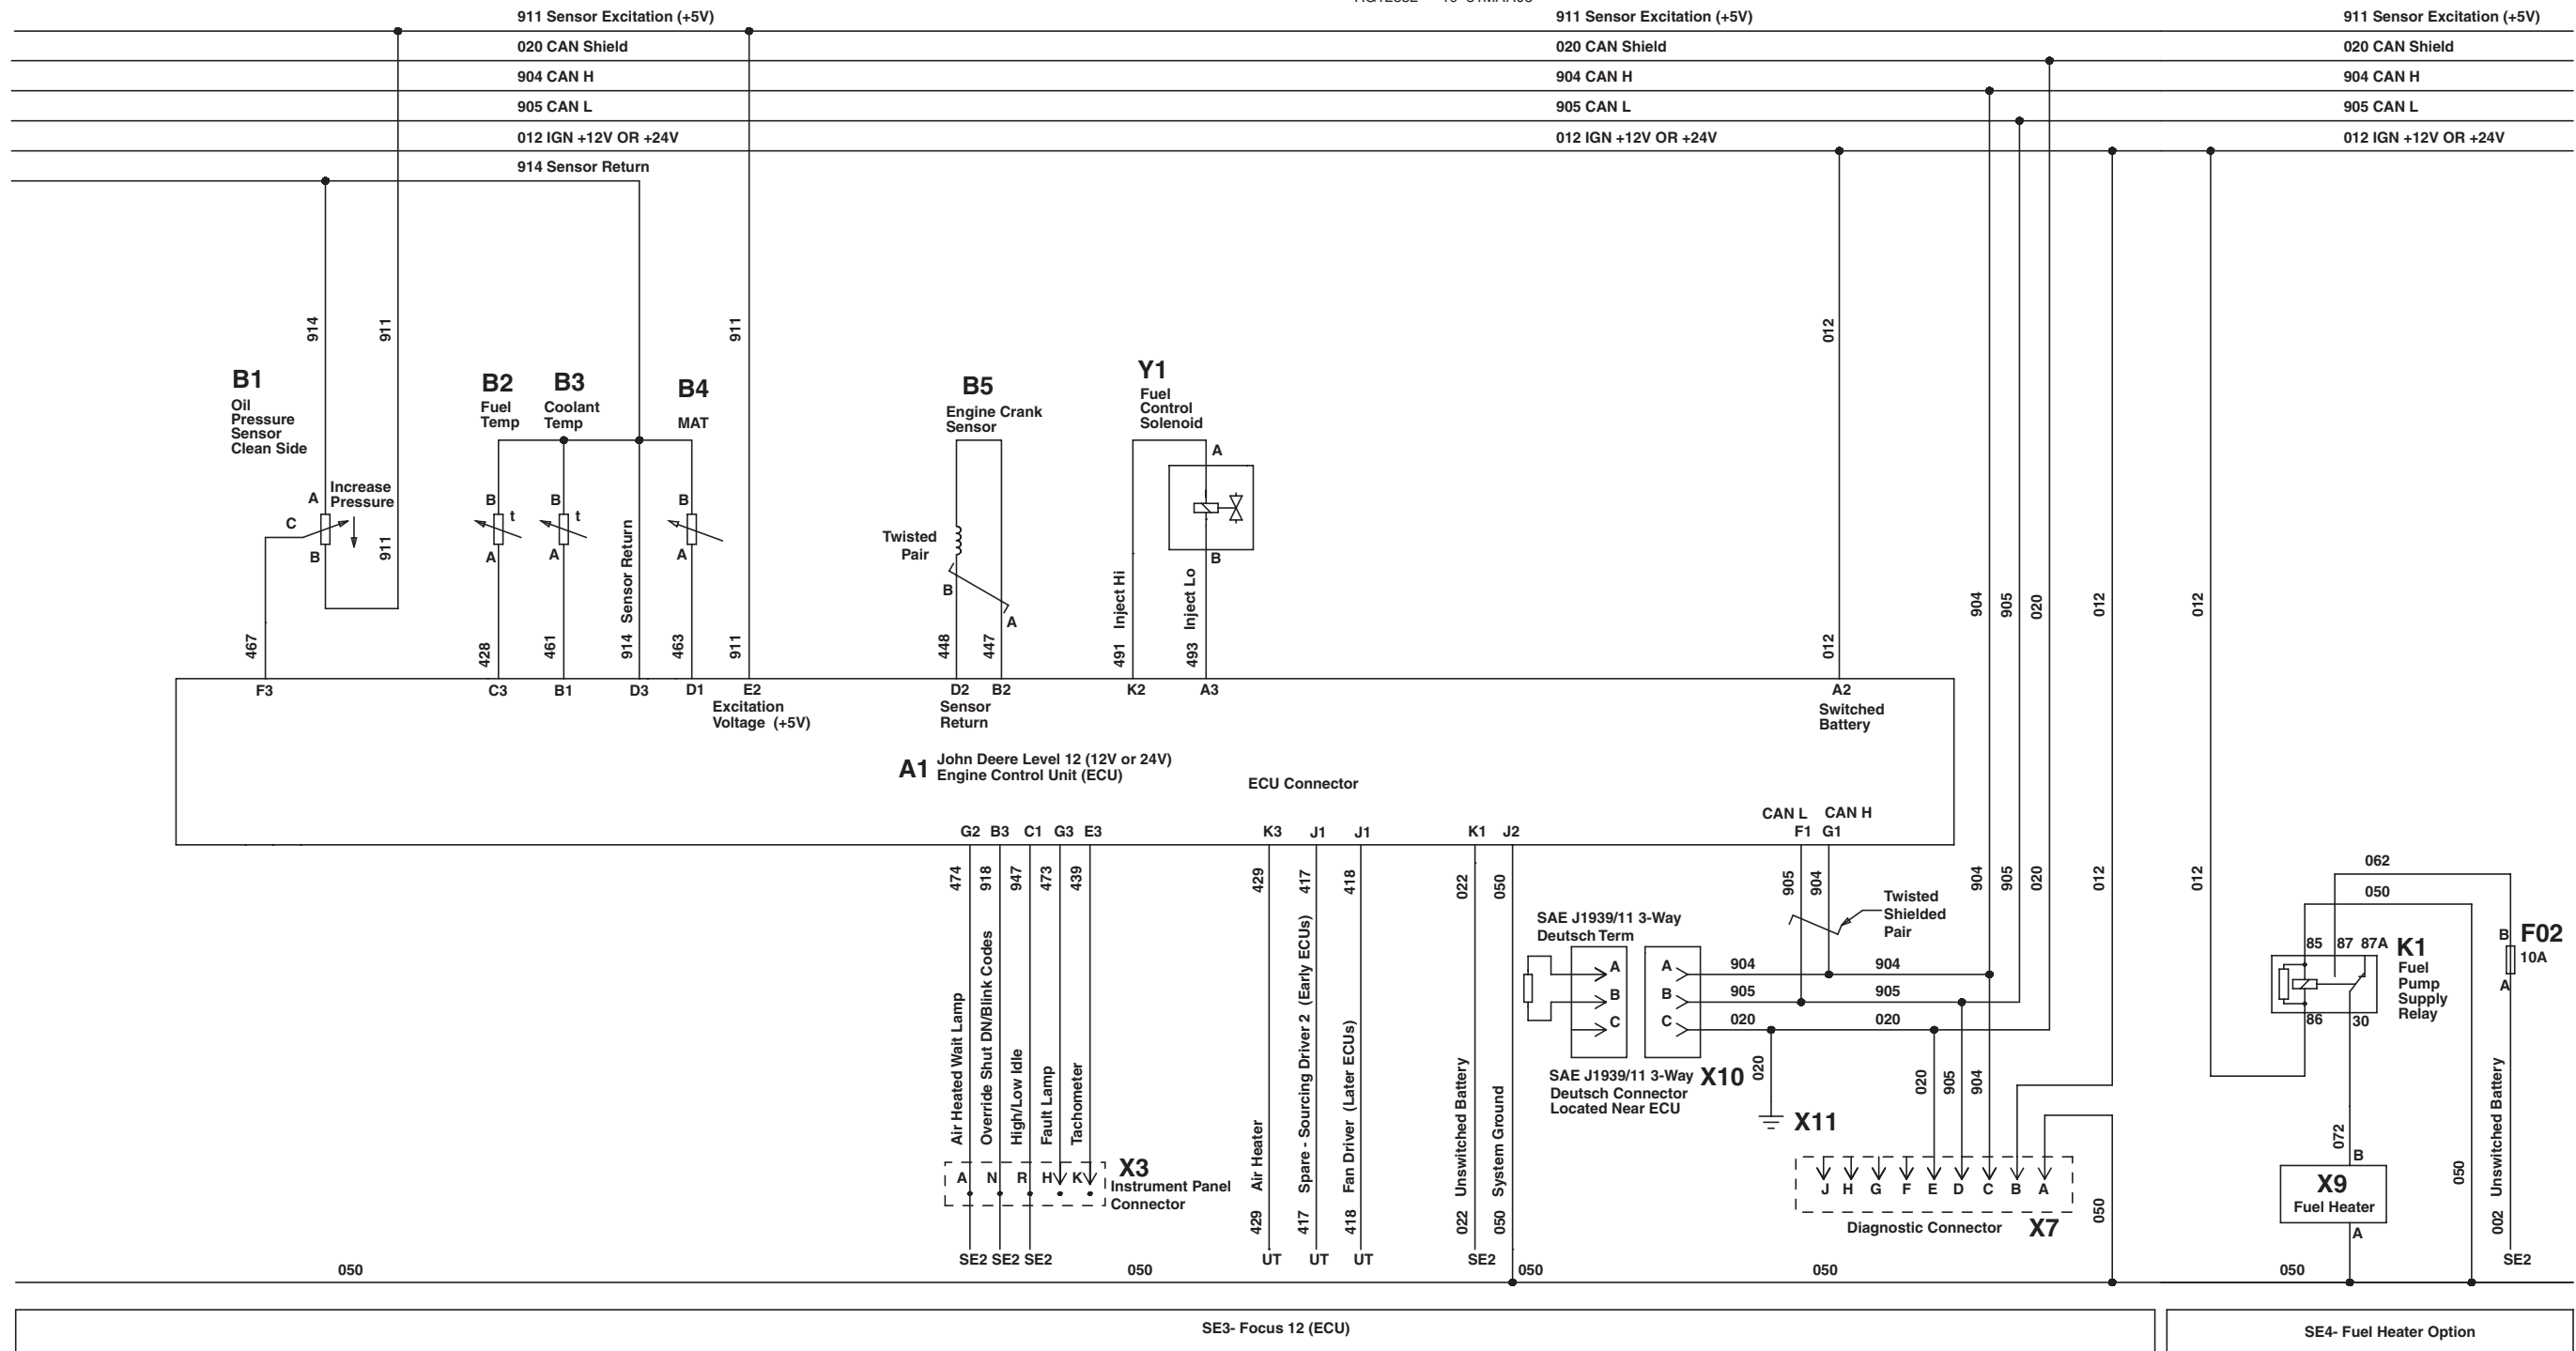 911 Sensor Excitation (+5V)
911 Sensor Excitation (+5V)
911 Sensor Excitation (+5V)
020 CAN Shield
020 CAN Shield
020 CAN Shield
904 CAN H
904 CAN H
904 CAN H
905 CAN L
905 CAN L
905 CAN L
012 IGN +12V OR +24V
012 IGN +12V OR +24V
012 IGN +12V OR +24V
914 Sensor Return
914
911
911
012
B1
Oil
Pressure
Sensor
Clean Side
B2
Fuel
Temp
B3
Coolant
Temp
B4
MAT
B5
Engine Crank
Sensor
Y1
Fuel
Control
Solenoid
A
Increase
Pressure
A
C
B
911
B
t
A
B
t
A
B
A
Twisted
Pair
B
A
B
467
428
461
914 Sensor Return
463
911
448
447
491 Inject Hi
493 Inject Lo
012
904
905
020
012
012
F3
C3
B1
D3
D1
E2
D2
B2
K2
A3
A2
Excitation
Voltage (+5V)
Sensor
Return
Switched
Battery
A1
John Deere Level 12 (12V or 24V)
Engine Control Unit (ECU)
ECU Connector
CAN L
CAN H
G2 B3 C1 G3 E3
K3
J1
J1
K1
J2
F1
G1
474
918
947
473
439
429
417
418
022
050
905
904
904
905
020
012
012
Air Heated Wait Lamp
Override Shut DN/Blink Codes
High/Low Idle
Fault Lamp
Tachometer
Air Heater
Spare - Sourcing Driver 2 (Early ECUs)
Fan Driver (Later ECUs)
Unswitched Battery
System Ground
Twisted
Shielded
Pair
SAE J1939/11 3-Way
Deutsch Term
A
B
C
A
B
C
904
904
905
905
020
020
SAE J1939/11 3-Way
Deutsch Connector
Located Near ECU
X10
020
X11
020
905
904
A
N
R
H
K
X3
Instrument Panel
Connector
429
417
418
022
050
SE2 SE2 SE2
UT
UT
UT
SE2
J H G F E D C B A
Diagnostic Connector
X7
050
062
050
85
87
87A
K1
Fuel
Pump
Supply
Relay
86
30
B
F02
10A
A
072
B
X9
Fuel Heater
A
050
002 Unswitched Battery
SE2
050
050
050
050
050
SE3- Focus 12 (ECU)
SE4- Fuel Heater Option